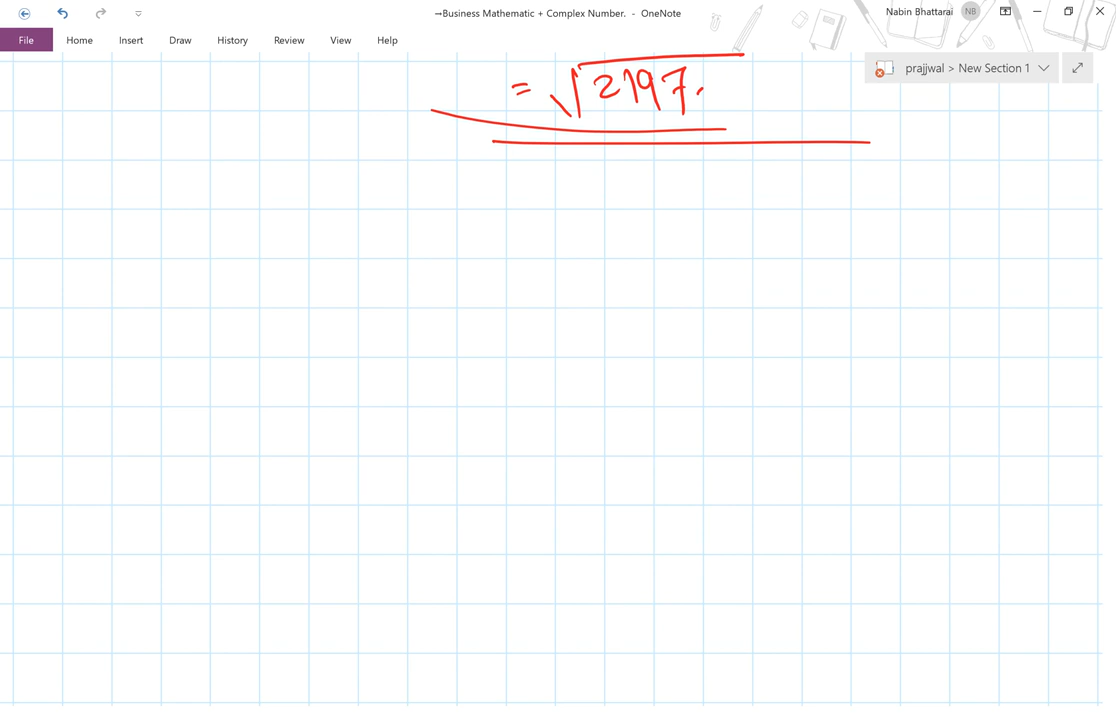 →Business Mathematic + Complex Number. - OneNote
Nabin Bhattarai NB
File Home Insert Draw History Review View Help
prajjwal > New Section 1
= √2197.